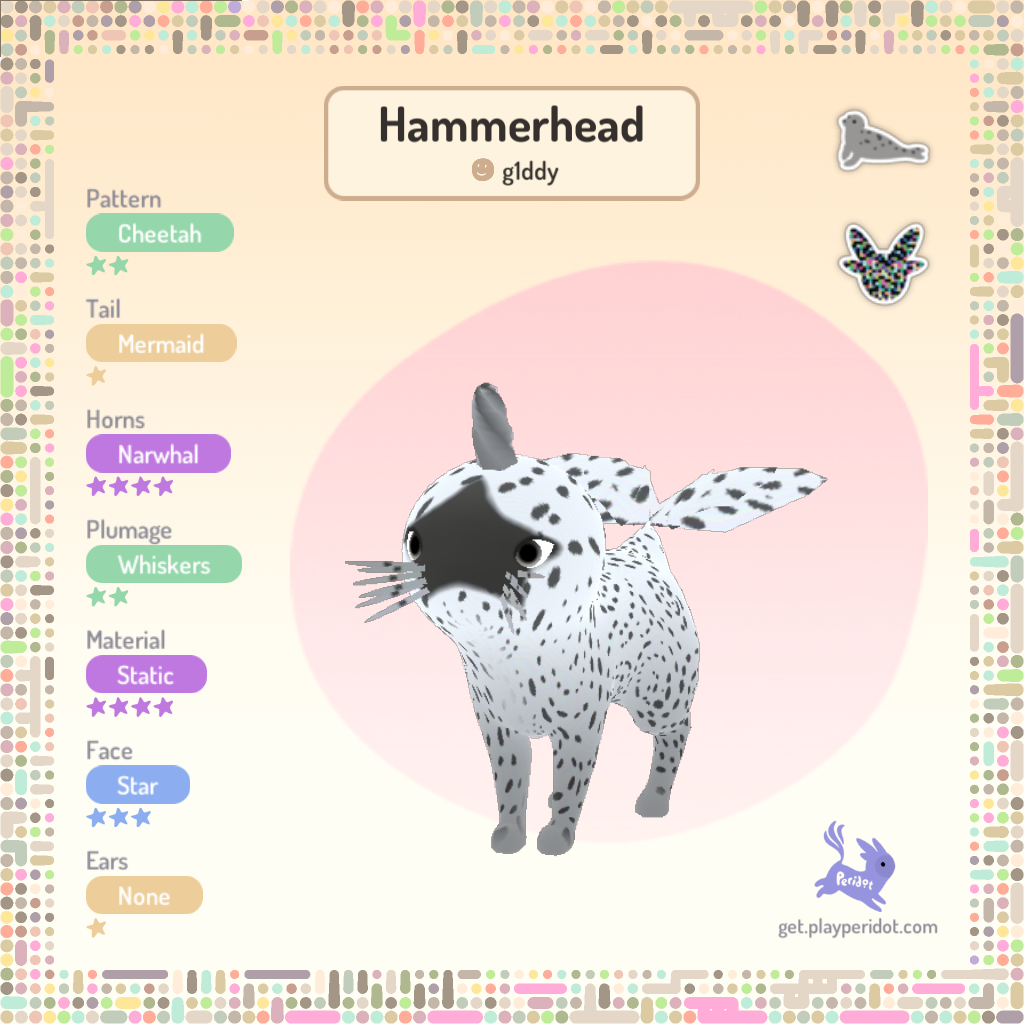 Hammerhead
g1ddy
Pattern
Cheetah
Tail
Mermaid
Horns
Narwhal
Plumage
Whiskers
Material
Static
Face
Star
Ears
None
Peridot
get.playperidot.com